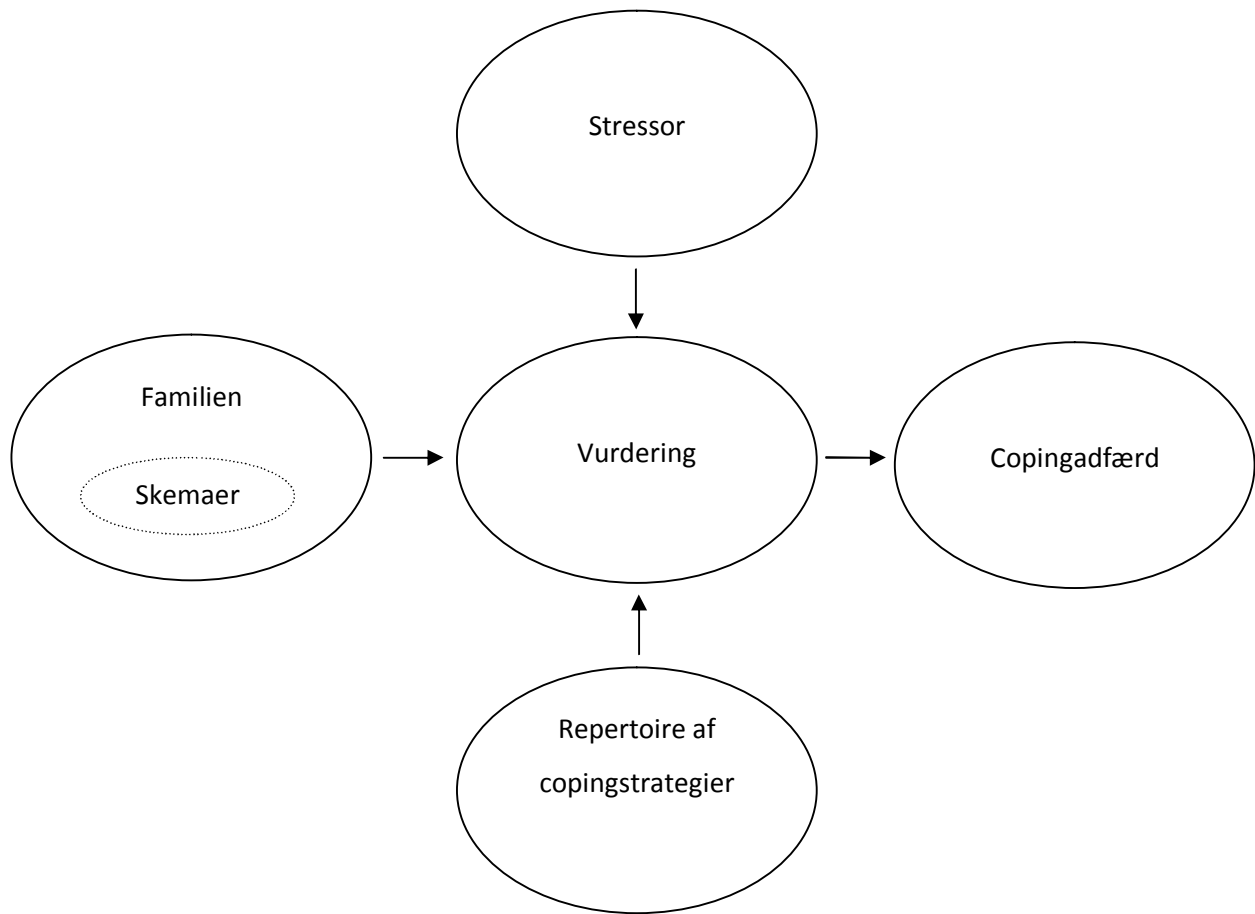 Stressor
Familien
Skemaer
Vurdering
Copingadfærd
Repertoire af
copingstrategier